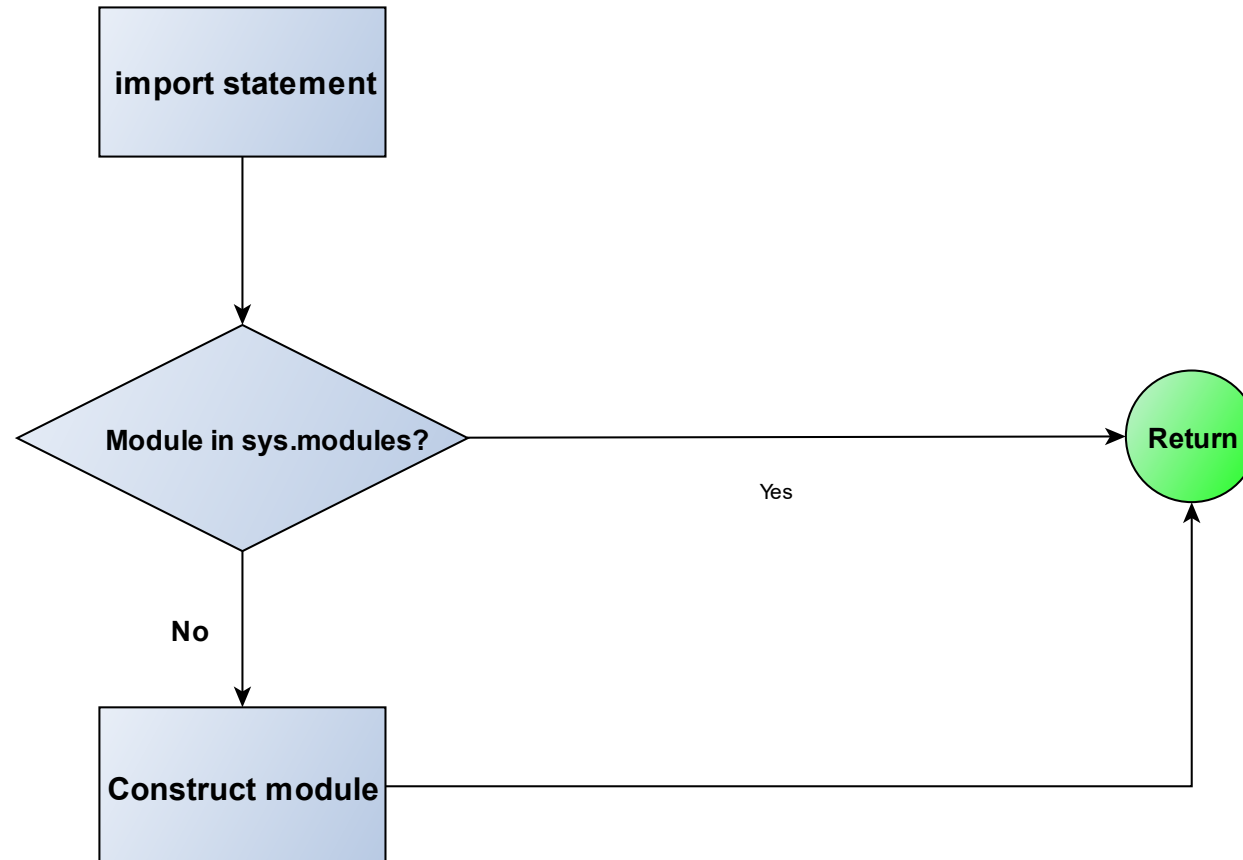 import statement
Module in sys.modules?
Return
Yes
No
Construct module